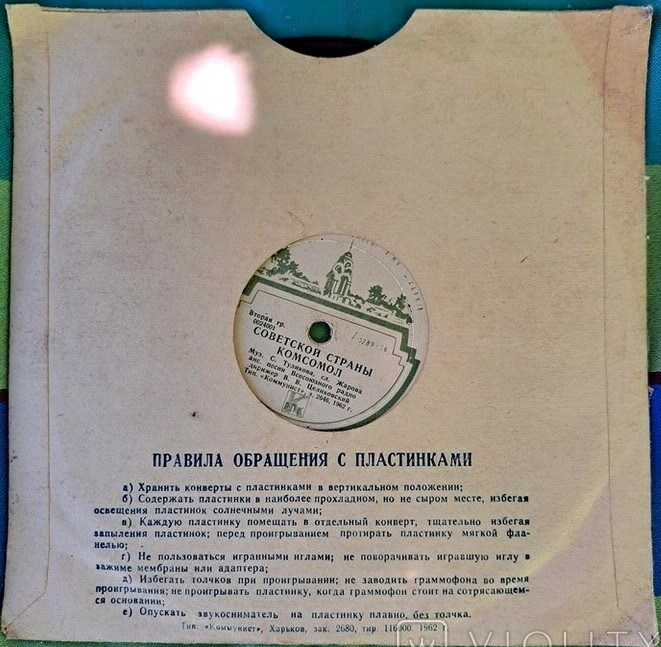 Вторая гр.
0024001
СОВЕТСКОЙ СТРАНЫ
КОМСОМОЛ
Муз. С. Туликова, сл. Жарова
анс. песни Всесоюзного радио
дирижер В. В. Целиковский
Тип. «Коммунист» з. 2646, 1962 г.
ПРАВИЛА ОБРАЩЕНИЯ С ПЛАСТИНКАМИ
а) Хранить конверты с пластинками в вертикальном положении;
б) Содержать пластинки в наиболее прохладном, но не сыром месте, избегая
освещения пластинок солнечными лучами;
в) Каждую пластинку помещать в отдельный конверт, тщательно избегая
запыления пластинок; перед проигрыванием протирать пластинку мягкой фла-
нелью;
г) Не пользоваться игранными иглами; не поворачивать игравшую иглу в
зажиме мембраны или адаптера;
д) Избегать толчков при проигрывании; не заводить граммофона во время
проигрывания; не проигрывать пластинку, когда граммофон стоит на сотрясающем-
ся основании;
е) Опускать звукосниматель на пластинку плавно, без толчка.
Тип. «Коммунист», Харьков, зак. 2680, тир. 116000. 1962 г.
VIOLITY